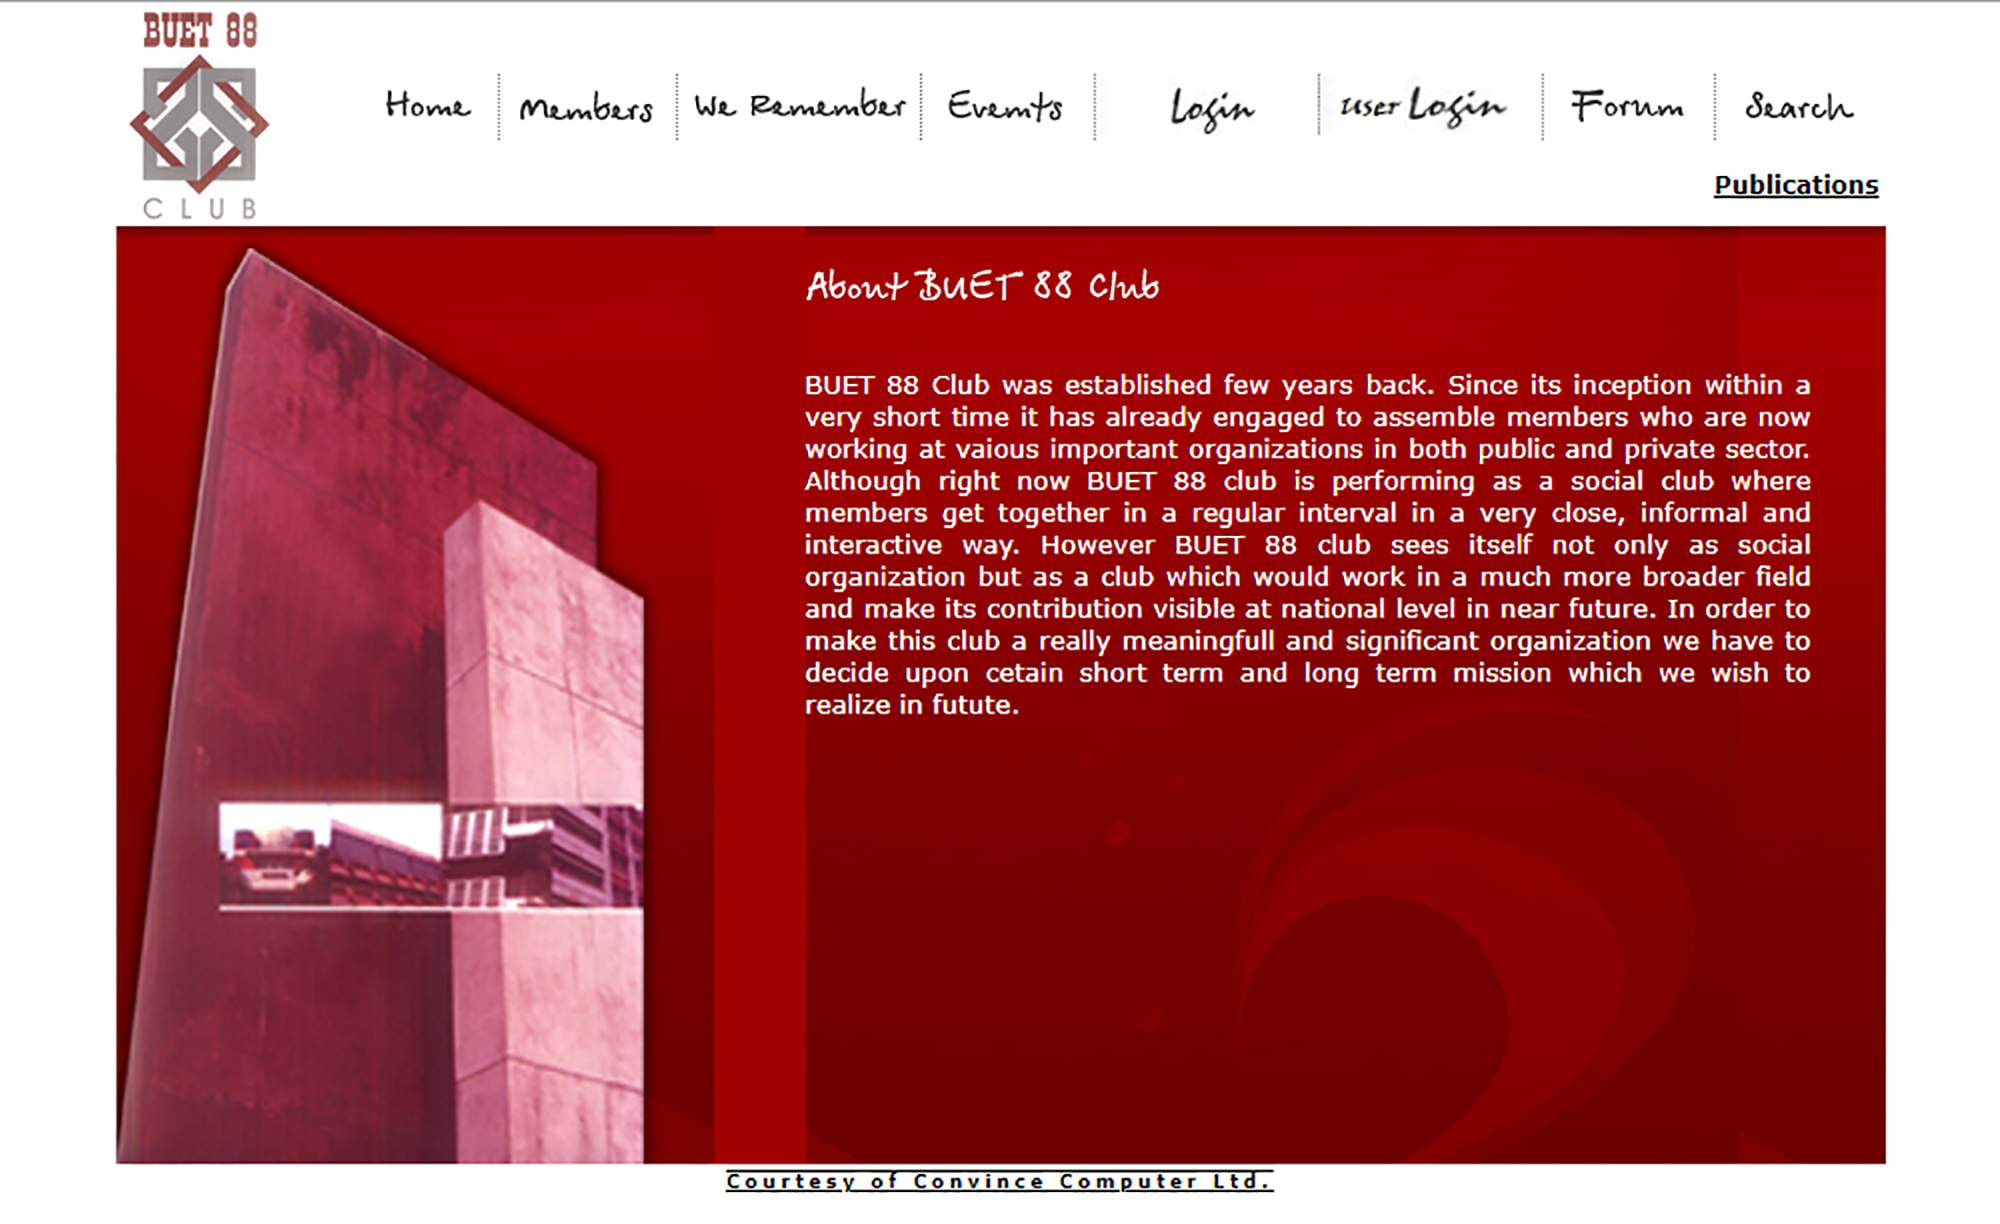 BUET 88
CLUB
Home
Members
We Remember
Evemts
Login
user Login
Forum
Search
Publications
About BUET 88 Club
BUET 88 Club was established few years back. Since its inception within a
very short time it has already engaged to assemble members who are now
working at vaious important organizations in both public and private sector.
Although right now BUET 88 club is performing as a social club where
members get together in a regular interval in a very close, informal and
interactive way. However BUET 88 club sees itself not only as social
organization but as a club which would work in a much more broader field
and make its contribution visible at national level in near future. In order to
make this club a really meaningfull and significant organization we have to
decide upon cetain short term and long term mission which we wish to
realize in futute.
Courtesy of Convince Computer Ltd.